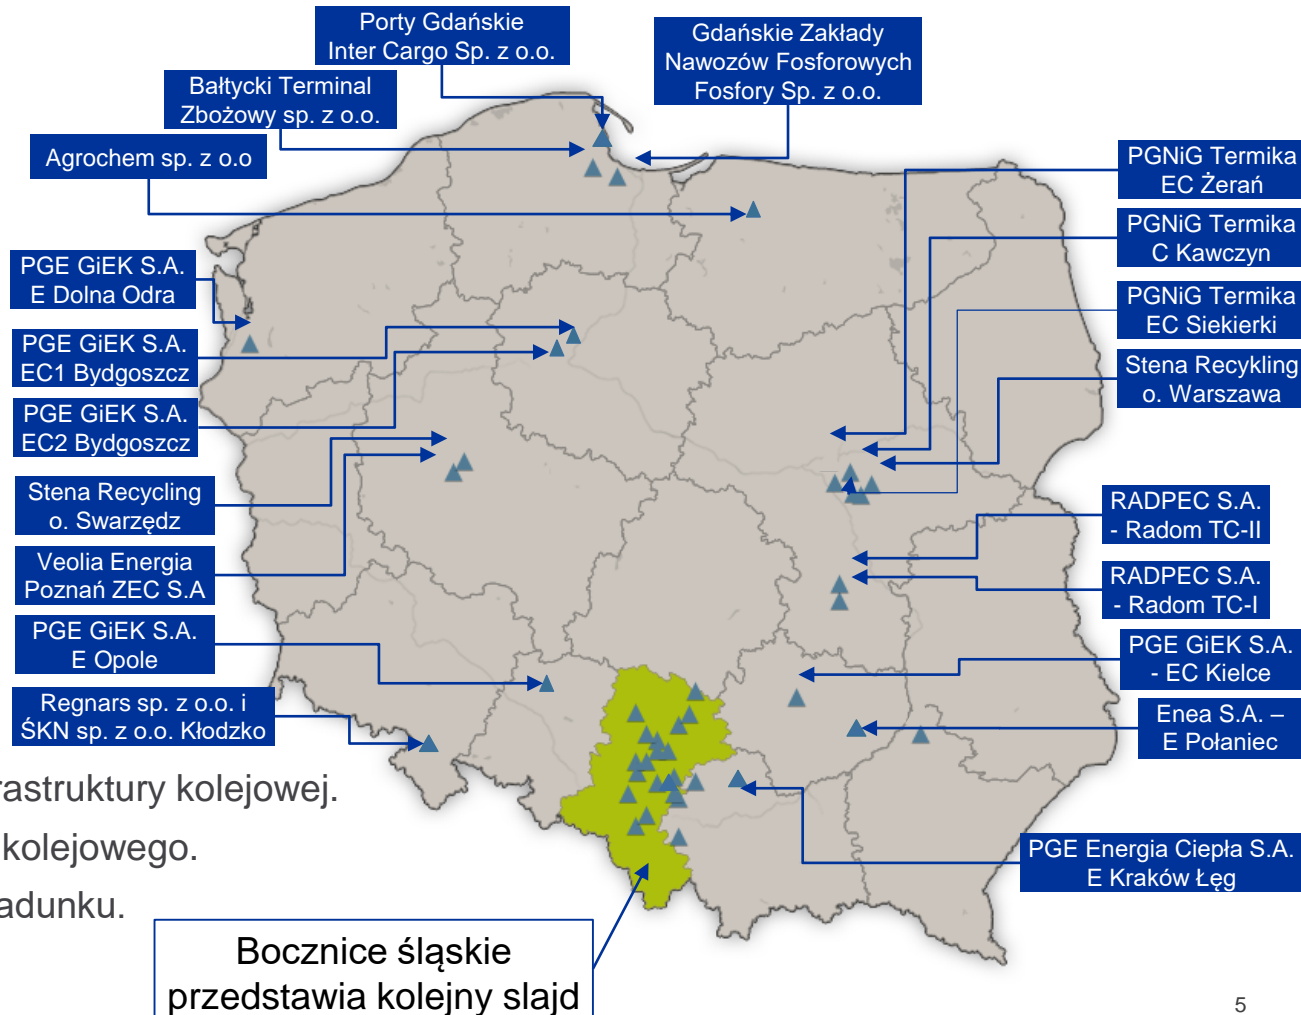 Porty Gdańskie
Inter Cargo Sp. z o.o.
Gdańskie Zakłady
Nawozów Fosforowych
Fosfory Sp. z o.o.
Bałtycki Terminal
Zbożowy sp. z o.o.
Agrochem sp. z o.o
PGE GiEK S.A.
E Dolna Odra
PGE GiEK S.A.
EC1 Bydgoszcz
PGE GiEK S.A.
EC2 Bydgoszcz
Stena Recycling
o. Swarzędz
Veolia Energia
Poznań ZEC S.A
PGE GiEK S.A.
E Opole
Regnars sp. z o.o. i
ŚKN sp. z o.o. Kłodzko
PGNiG Termika
EC Żerań
PGNiG Termika
C Kawczyn
PGNiG Termika
EC Siekierki
Stena Recykling
o. Warszawa
RADPEC S.A.
- Radom TC-II
RADPEC S.A.
- Radom TC-I
PGE GiEK S.A.
- EC Kielce
Enea S.A. –
E Połaniec
PGE Energia Ciepła S.A.
E Kraków Łęg
rastruktury kolejowej.
kolejowego.
adunku.
Bocznice śląskie
przedstawia kolejny slajd
5